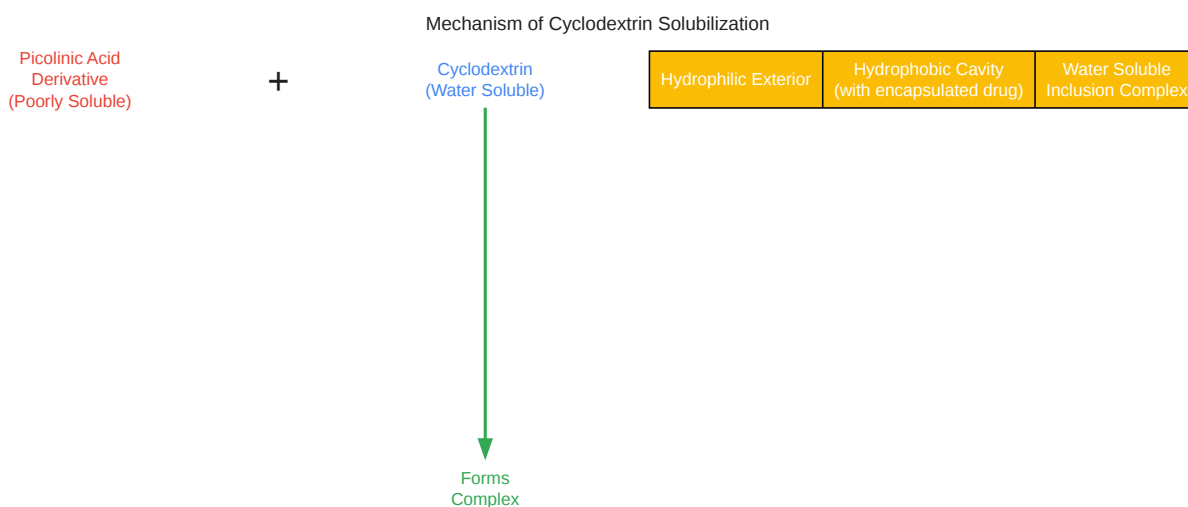 Mechanism of Cyclodextrin Solubilization
Picolinic Acid
Derivative
(Poorly Soluble)
+
Cyclodextrin
(Water Soluble)
Hydrophilic Exterior
Hydrophobic Cavity
(with encapsulated drug)
Water Soluble
Inclusion Complex
Forms
Complex